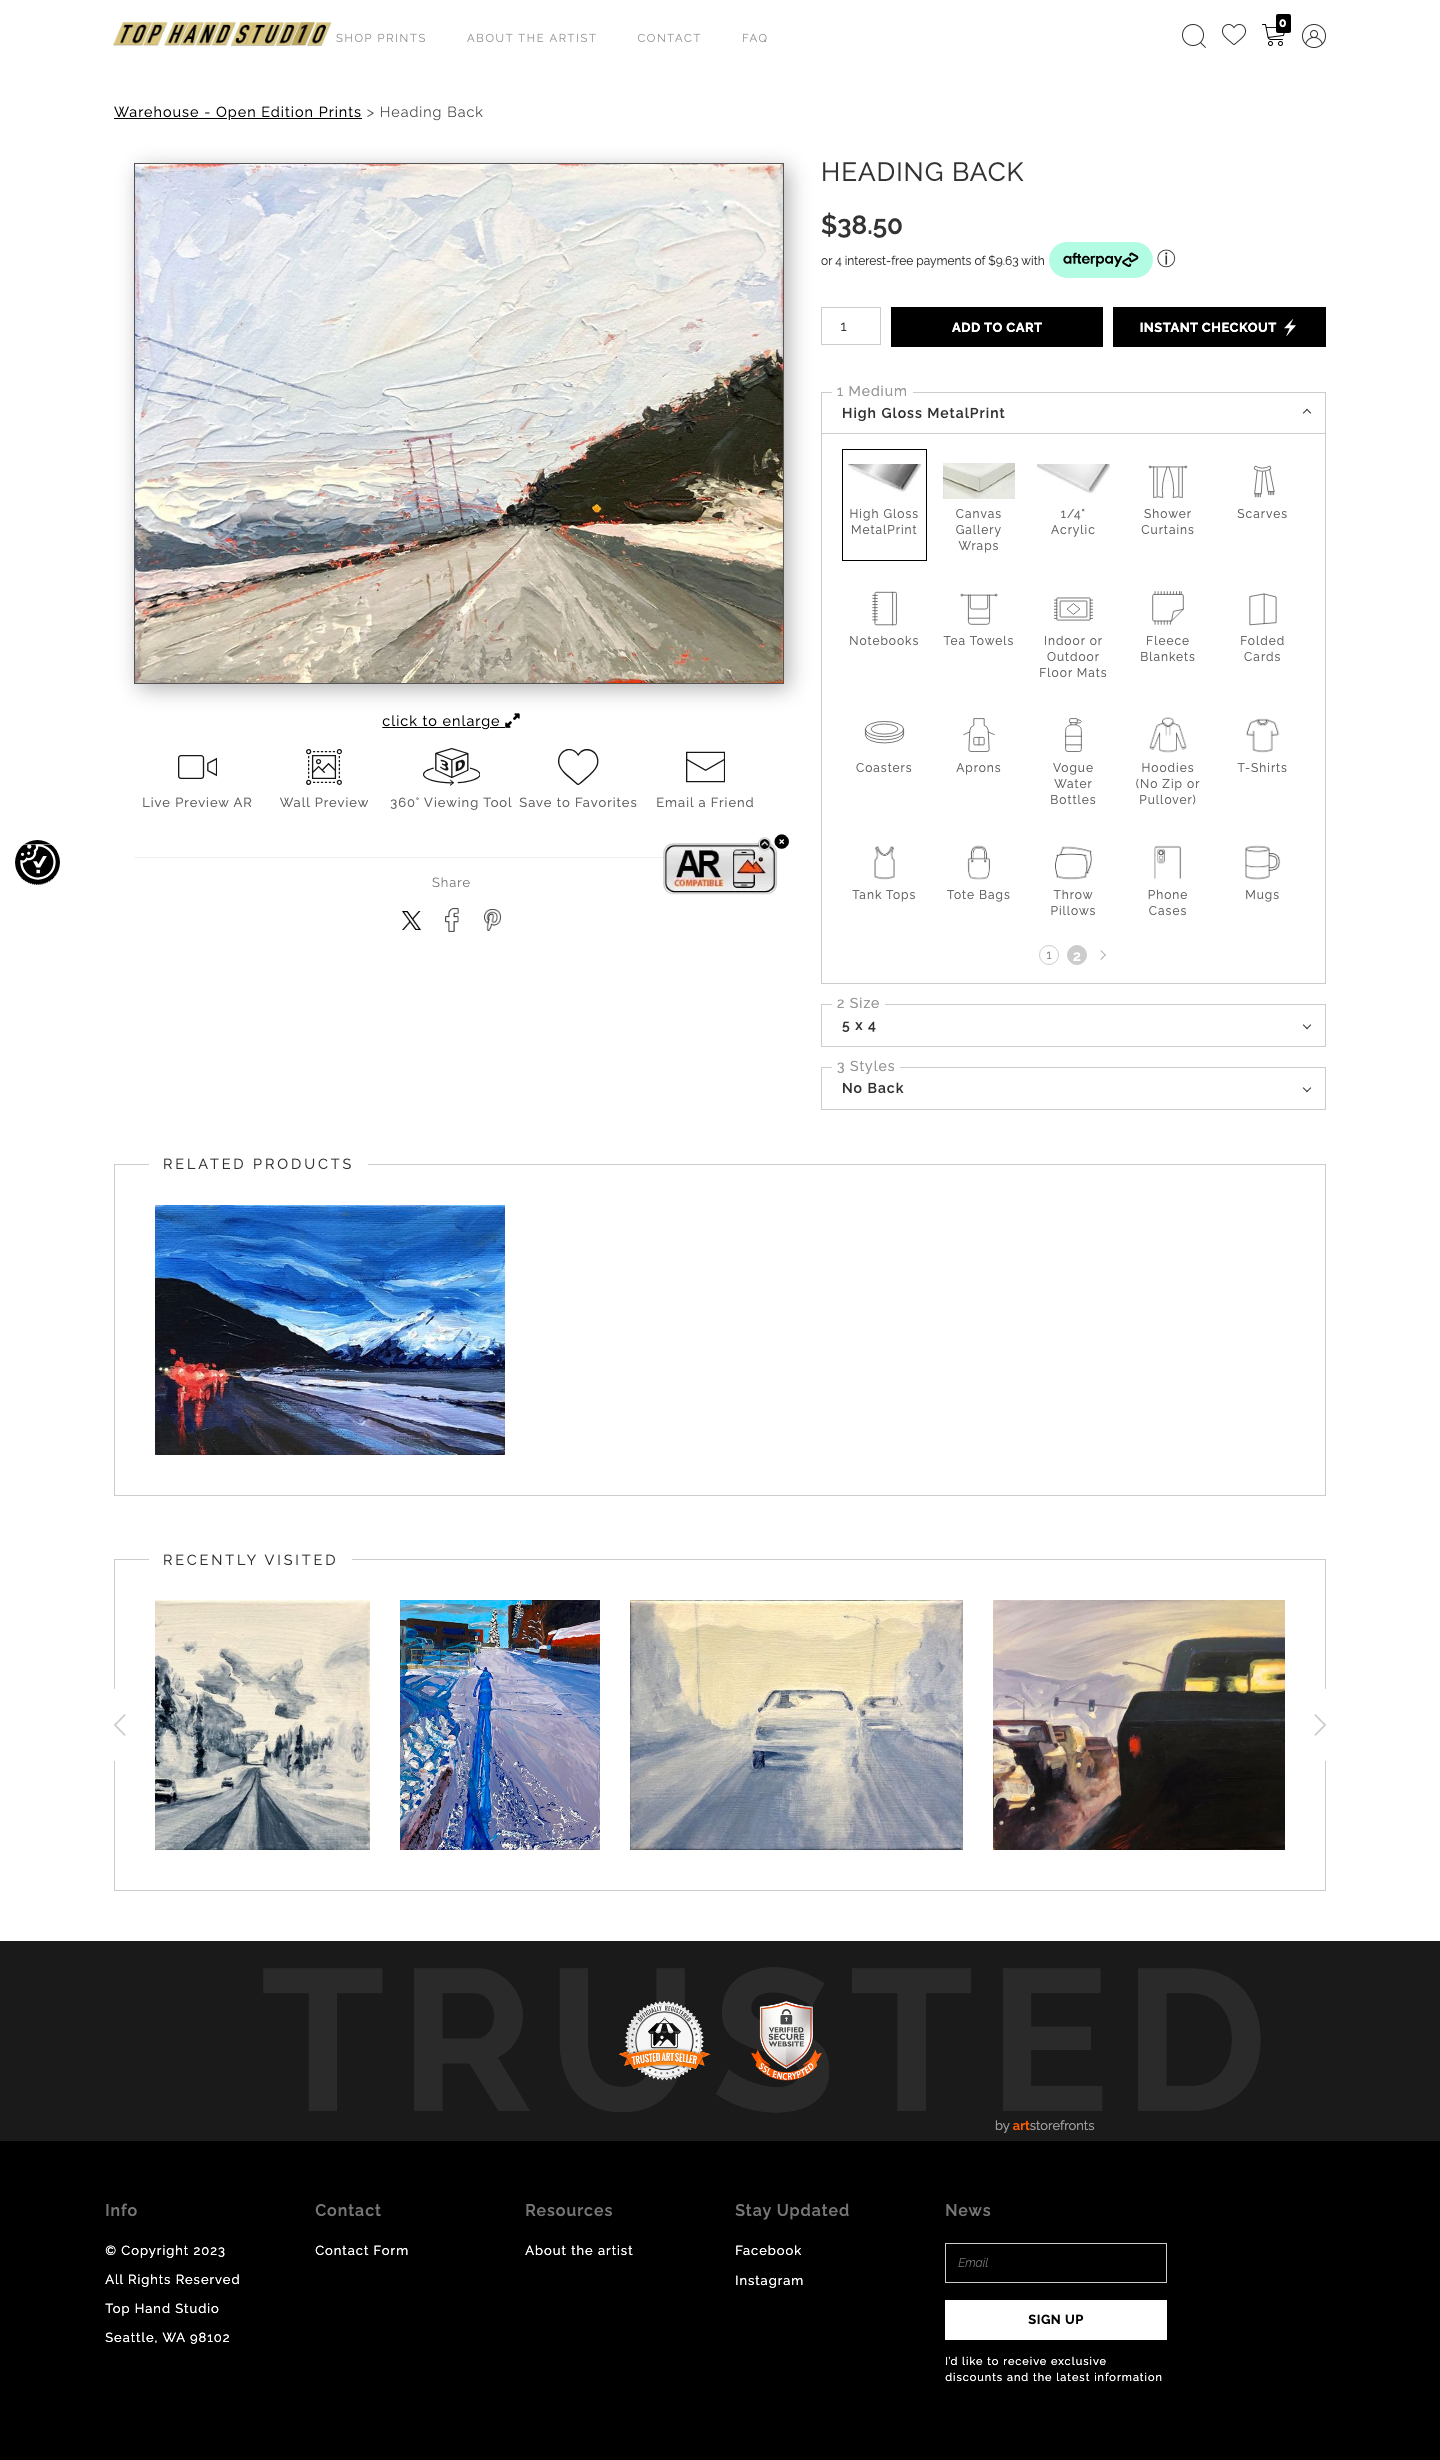 TOP HAND STUD10
SHOP PRINTS
ABOUT THE ARTIST
CONTACT
FAQ
0
Warehouse - Open Edition Prints > Heading Back
HEADING BACK
$38.50
or 4 interest-free payments of $9.63 with afterpay
1
ADD TO CART
INSTANT CHECKOUT
1 Medium
High Gloss MetalPrint
High Gloss
MetalPrint
Canvas
Gallery
Wraps
1/4"
Acrylic
Shower
Curtains
Scarves
Notebooks
Tea Towels
Indoor or
Outdoor
Floor Mats
Fleece
Blankets
Folded
Cards
Coasters
Aprons
Vogue
Water
Bottles
Hoodies
(No Zip or
Pullover)
T-Shirts
Tank Tops
Tote Bags
Throw
Pillows
Phone
Cases
Mugs
1 2
2 Size
5 x 4
3 Styles
No Back
click to enlarge
3D
Live Preview AR
Wall Preview
360° Viewing Tool
Save to Favorites
Email a Friend
AR
COMPATIBLE
Share
RELATED PRODUCTS
RECENTLY VISITED
TRUSTED
OFFICIALLY REGISTERED
TRUSTED ART SELLER
VERIFIED
SECURE
WEBSITE
SSL ENCRYPTED
by artstorefronts
Info
© Copyright 2023
All Rights Reserved
Top Hand Studio
Seattle, WA 98102
Contact
Contact Form
Resources
About the artist
Stay Updated
Facebook
Instagram
News
Email
SIGN UP
I'd like to receive exclusive
discounts and the latest information